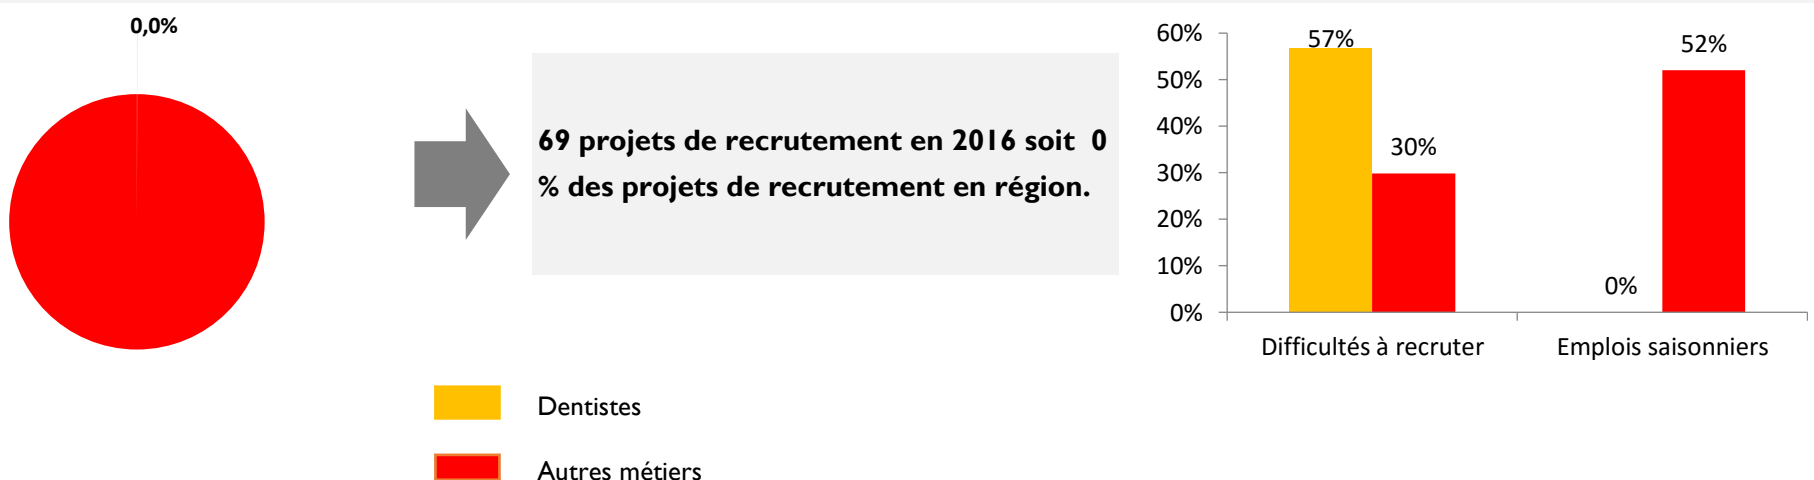 0,0%
69 projets de recrutement en 2016 soit  0
% des projets de recrutement en région.
60%
50%
40%
30%
20%
10%
0%
57%
30%
0%
52%
Difficultés à recruter
Emplois saisonniers
Dentistes
Autres métiers